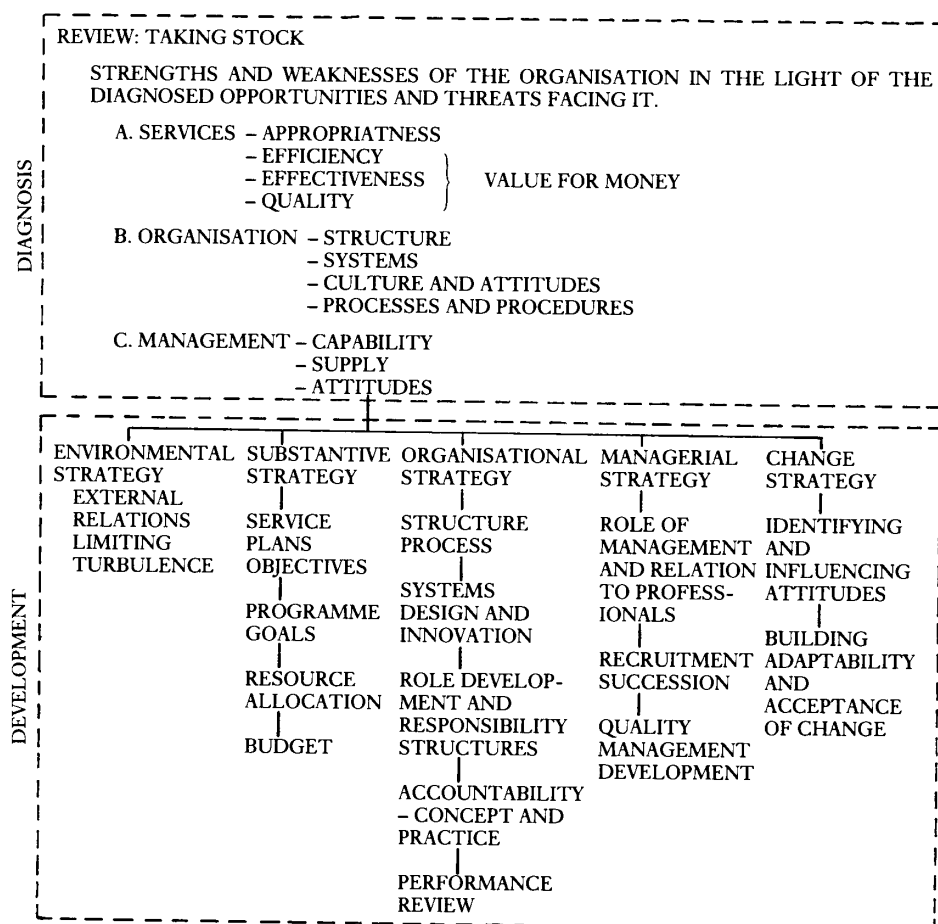 REVIEW: TAKING STOCK
STRENGTHS AND WEAKNESSES OF THE ORGANISATION IN THE LIGHT OF THE
DIAGNOSED OPPORTUNITIES AND THREATS FACING IT.
A. SERVICES – APPROPRIATNESS
– EFFICIENCY
– EFFECTIVENESS
– QUALITY
VALUE FOR MONEY
B. ORGANISATION – STRUCTURE
– SYSTEMS
– CULTURE AND ATTITUDES
– PROCESSES AND PROCEDURES
C. MANAGEMENT – CAPABILITY
– SUPPLY
– ATTITUDES
DIAGNOSIS
DEVELOPMENT
ENVIRONMENTAL
STRATEGY
EXTERNAL
RELATIONS
LIMITING
TURBULENCE
SUBSTANTIVE
STRATEGY
SERVICE
PLANS
OBJECTIVES
PROGRAMME
GOALS
RESOURCE
ALLOCATION
BUDGET
ORGANISATIONAL
STRATEGY
STRUCTURE
PROCESS
SYSTEMS
DESIGN AND
INNOVATION
ROLE DEVELOP-
MENT AND
RESPONSIBILITY
STRUCTURES
ACCOUNTABILITY
– CONCEPT AND
PRACTICE
PERFORMANCE
REVIEW
MANAGERIAL
STRATEGY
ROLE OF
MANAGEMENT
AND RELATION
TO PROFESS-
IONALS
RECRUITMENT
SUCCESSION
QUALITY
MANAGEMENT
DEVELOPMENT
CHANGE
STRATEGY
IDENTIFYING
AND
INFLUENCING
ATTITUDES
BUILDING
ADAPTABILITY
AND
ACCEPTANCE
OF CHANGE